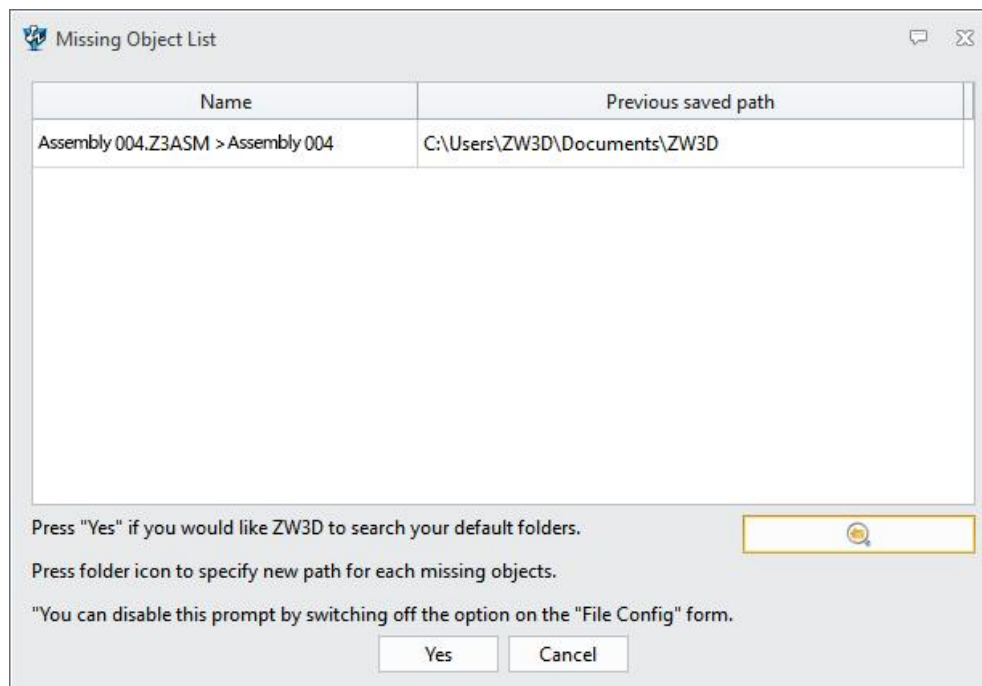 Missing Object List
Name Previous saved path
Assembly 004.Z3ASM > Assembly 004 C:\Users\ZW3D\Documents\ZW3D
Press "Yes" if you would like ZW3D to search your default folders.
Press folder icon to specify new path for each missing objects.
"You can disable this prompt by switching off the option on the "File Config" form.
Yes Cancel